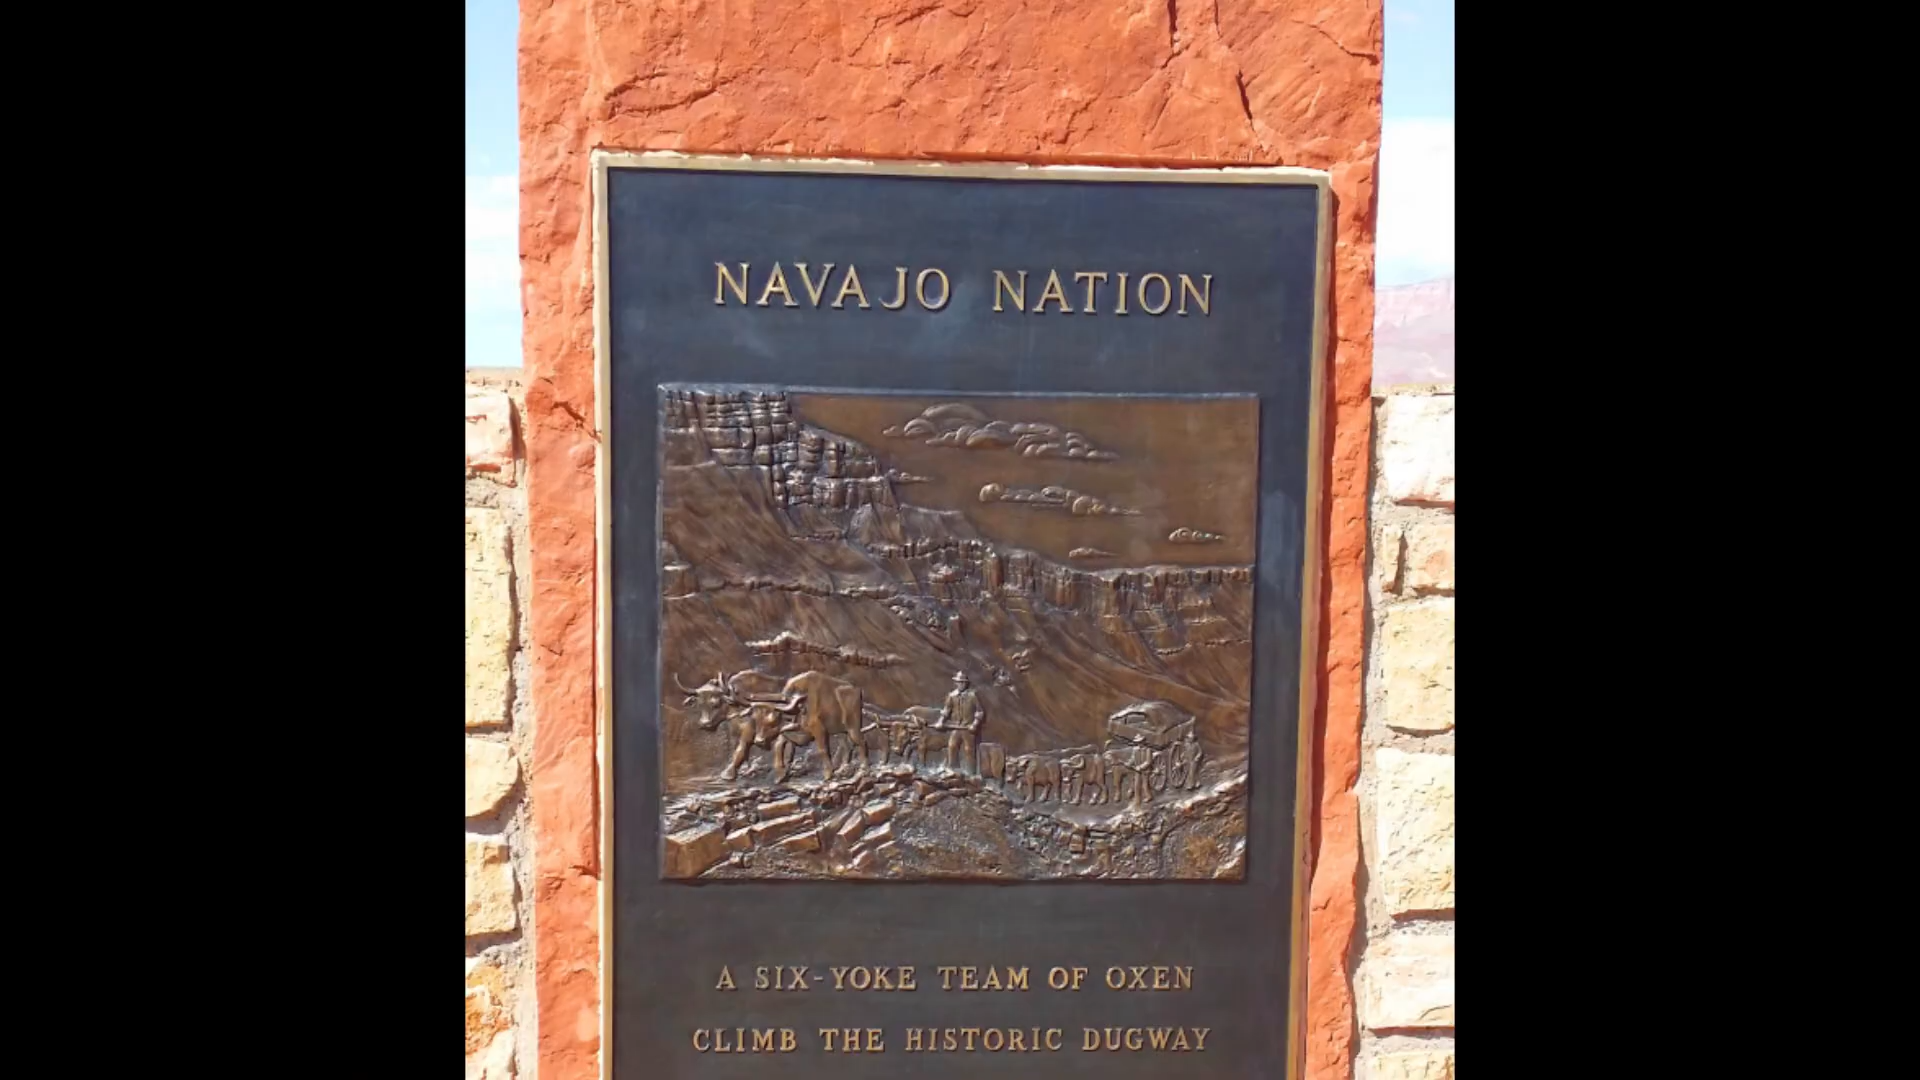 NAVAJO NATION
A SIX-YOKE TEAM OF OXEN
CLIMB THE HISTORIC DUGWAY